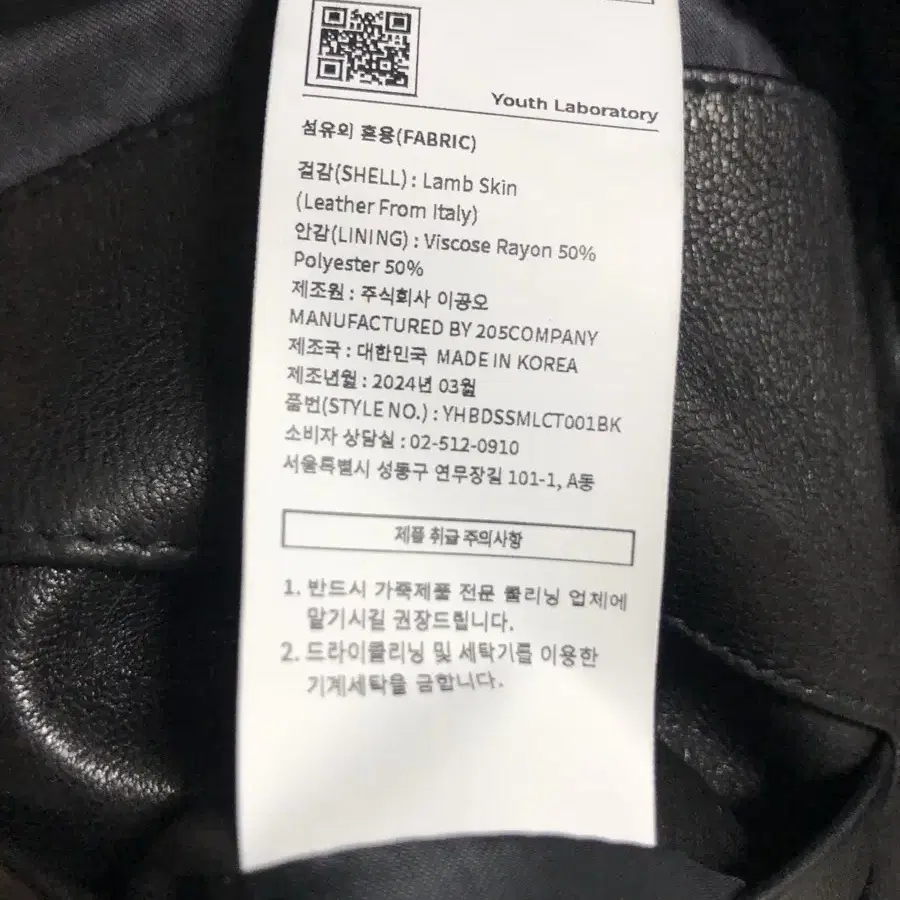 Youth Laboratory
섬유의 혼용(FABRIC)
겉감(SHELL) : Lamb Skin
(Leather From Italy)
안감(LINING) : Viscose Rayon 50%
Polyester 50%
제조원 : 주식회사 이공오
MANUFACTURED BY 205COMPANY
제조국 : 대한민국 MADE IN KOREA
제조년월 : 2024년 03월
품번(STYLE NO.) : YHBDSSMLCT001BK
소비자 상담실 : 02-512-0910
서울특별시 성동구 연무장길 101-1, A동
제품 취급 주의사항
1. 반드시 가죽제품 전문 클리닝 업체에
맡기시길 권장드립니다.
2. 드라이클리닝 및 세탁기를 이용한
기계세탁을 금합니다.